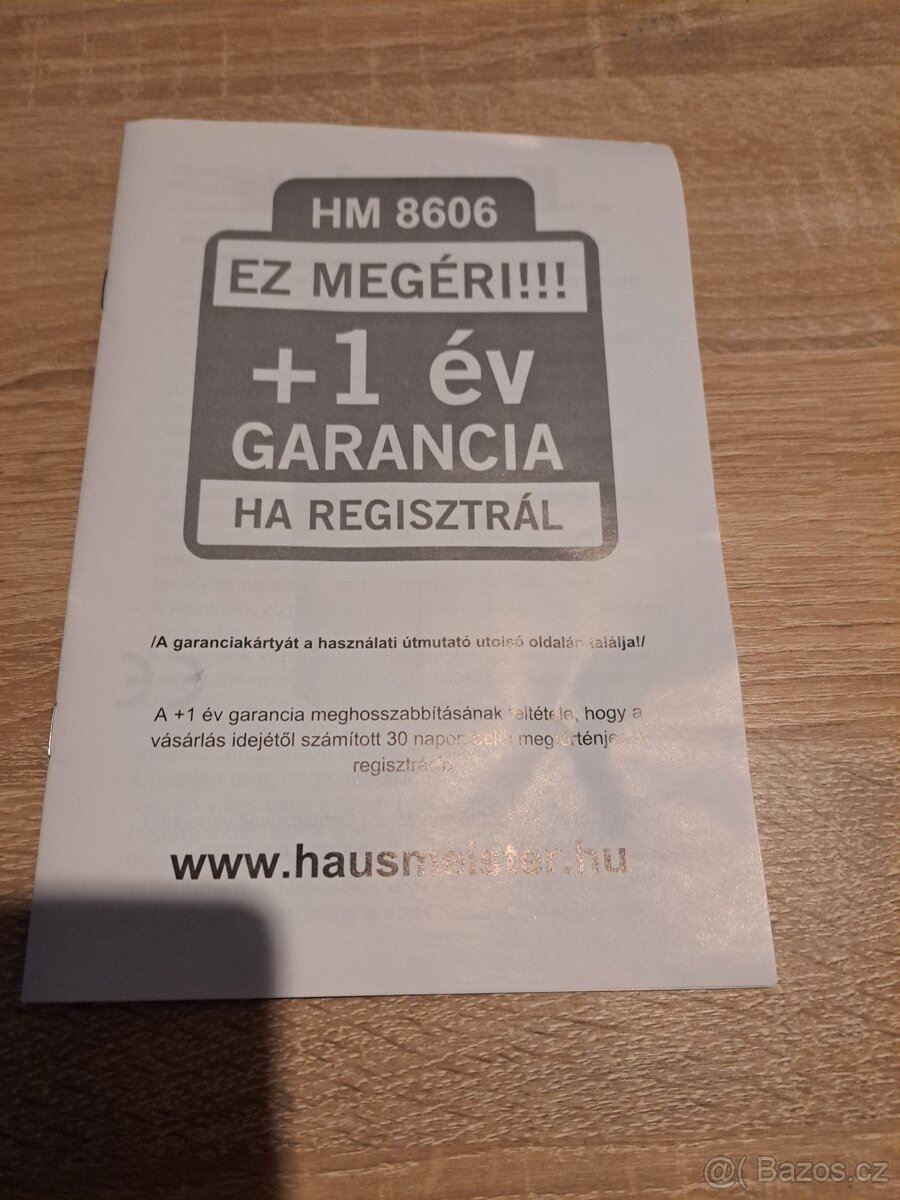 HM 8606
EZ MEGÉRI!!!
+1 év
GARANCIA
HA REGISZTRÁL
/A garanciakártyát a használati útmutató utolsó oldalán találja!/
A +1 év garancia meghosszabbításának feltétele, hogy a
vásárlás idejétől számított 30 napon belül megtörténjen a
regisztráció
www.hausmeister.hu
@( Bazos.cz